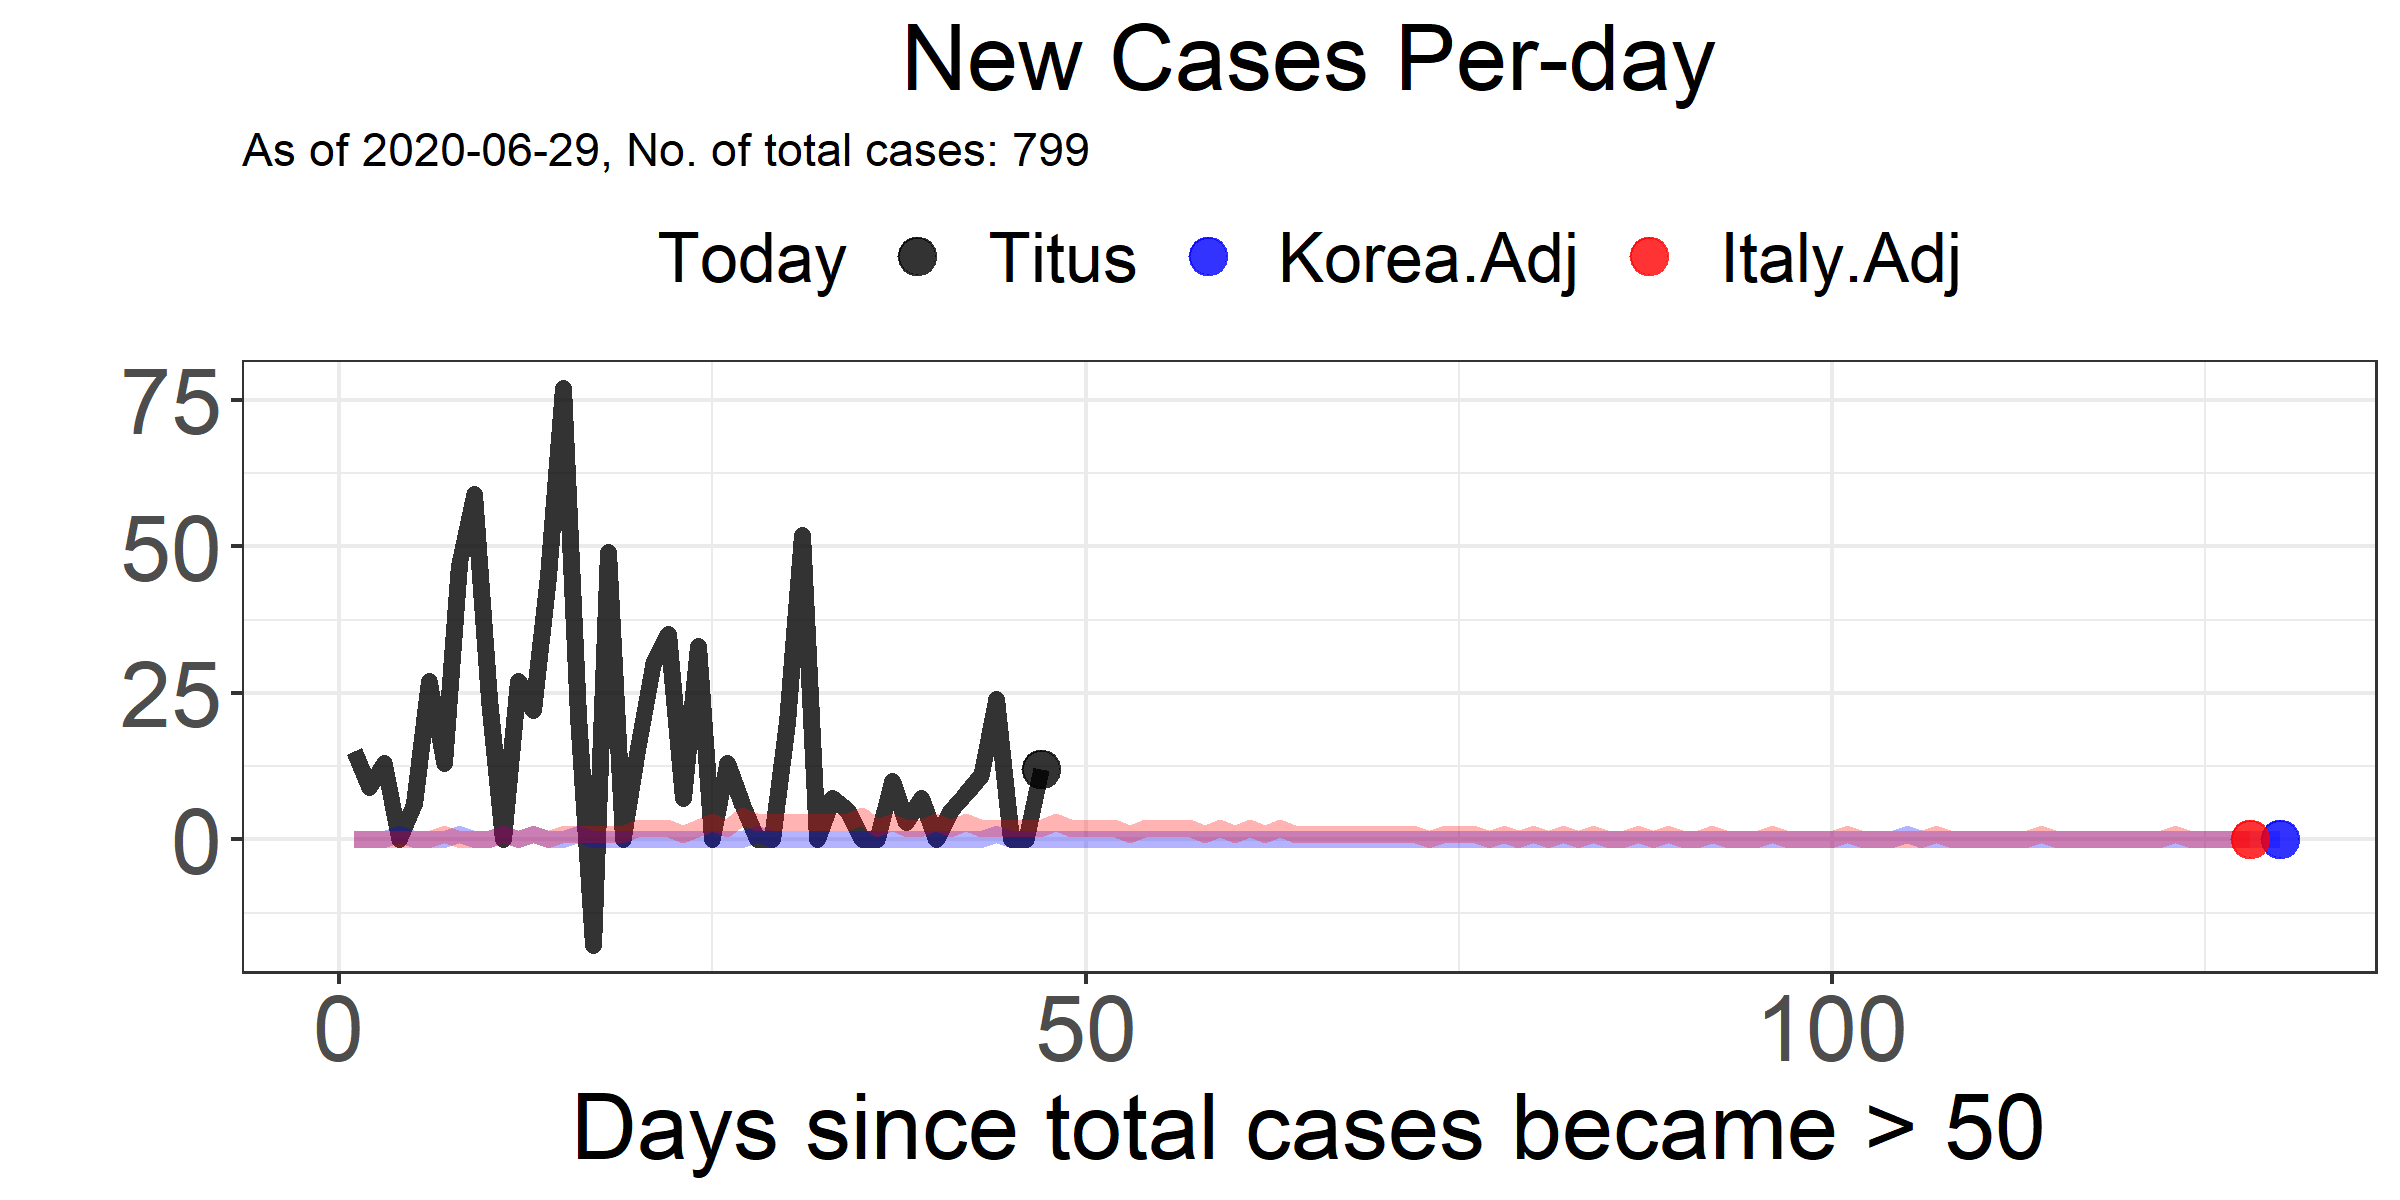 New Cases Per-day
As of 2020-06-29, No. of total cases: 799
Today Titus Korea.Adj Italy.Adj
75
50
25
0
0 50 100
Days since total cases became > 50